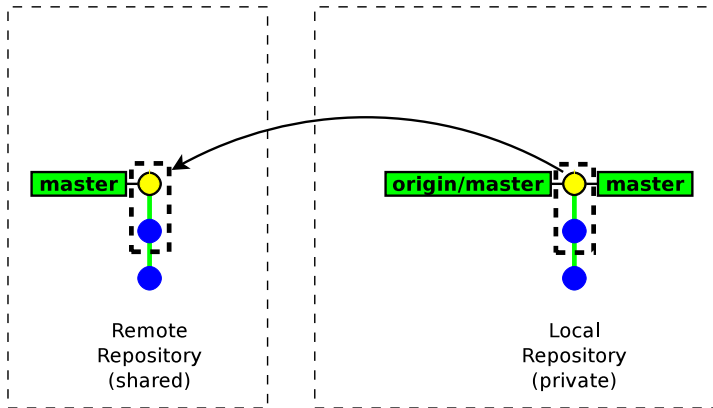 master
origin/master
master
Remote
Repository
(shared)
Local
Repository
(private)